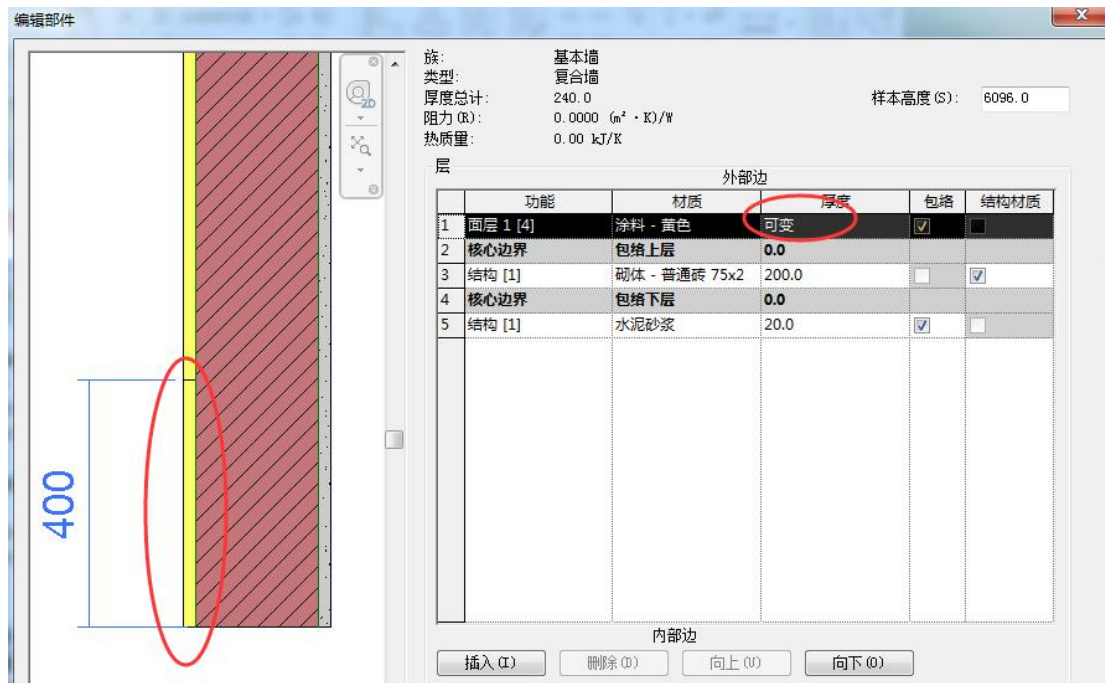 编辑部件
族: 基本墙
类型: 复合墙
厚度总计: 240.0 样本高度(S): 6096.0
阻力(R): 0.0000 (m²·K)/W
热质量: 0.00 kJ/K
层
外部边
功能 材质 厚度 包络 结构材质
1 面层 1 [4] 涂料 - 黄色 可变
2 核心边界 包络上层 0.0
3 结构 [1] 砌体 - 普通砖 75x2 200.0
4 核心边界 包络下层 0.0
5 结构 [1] 水泥砂浆 20.0
内部边
插入(I) 删除(D) 向上(U) 向下(O)
2D
400